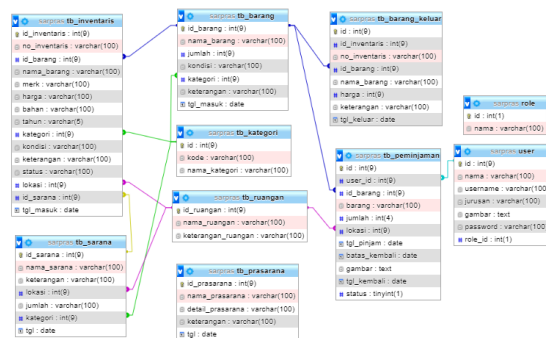 sarpras tb_inventaris
id_inventaris : int(9)
no_inventaris : varchar(100)
id_barang : int(9)
nama_barang : varchar(100)
merk : varchar(100)
harga : varchar(100)
bahan : varchar(100)
tahun : varchar(5)
kategori : int(9)
kondisi : varchar(100)
keterangan : varchar(100)
status : varchar(100)
lokasi : int(9)
id_sarana : int(9)
tgl_masuk : date
sarpras tb_sarana
id_sarana : int(9)
nama_sarana : varchar(100)
keterangan : varchar(100)
lokasi : int(9)
jumlah : varchar(100)
kategori : int(9)
tgl : date
sarpras tb_barang
id_barang : int(9)
nama_barang : varchar(100)
jumlah : int(9)
kondisi : varchar(100)
kategori : int(9)
keterangan : varchar(100)
tgl_masuk : date
sarpras tb_kategori
id : int(9)
kode : varchar(100)
nama_kategori : varchar(100)
sarpras tb_ruangan
id_ruangan : int(9)
nama_ruangan : varchar(100)
keterangan_ruangan : varchar(100)
sarpras tb_prasarana
id_prasarana : int(9)
nama_prasarana : varchar(100)
detail_prasarana : varchar(100)
keterangan : varchar(100)
tgl : date
sarpras tb_barang_keluar
id : int(9)
id_inventaris : int(9)
no_inventaris : varchar(100)
id_barang : int(9)
nama_barang : varchar(100)
harga : int(9)
keterangan : varchar(100)
tgl_keluar : date
sarpras tb_peminjaman
id : int(9)
user_id : int(9)
id_barang : int(9)
barang : varchar(100)
jumlah : int(4)
lokasi : int(9)
tgl_pinjam : date
batas_kembali : date
gambar : text
tgl_kembali : date
status : tinyint(1)
sarpras role
id : int(1)
nama : varchar(100)
sarpras user
id : int(9)
nama : varchar(100)
username : varchar(100
jurusan : varchar(100)
gambar : text
password : varchar(100
role_id : int(1)